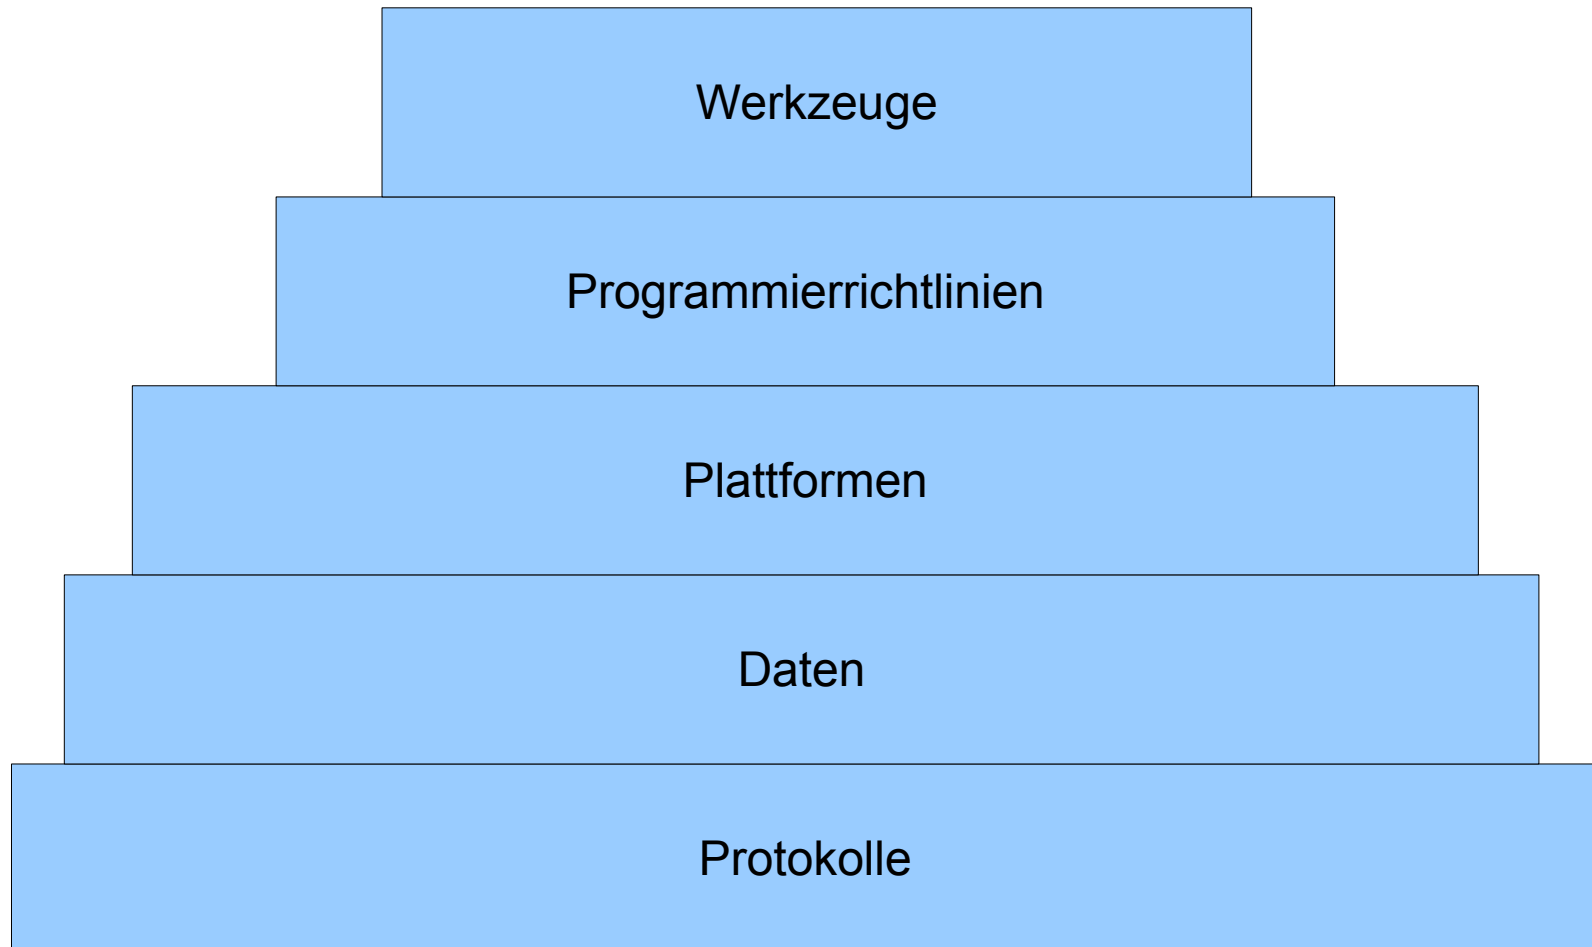 Werkzeuge
Programmierrichtlinien
Plattformen
Daten
Protokolle